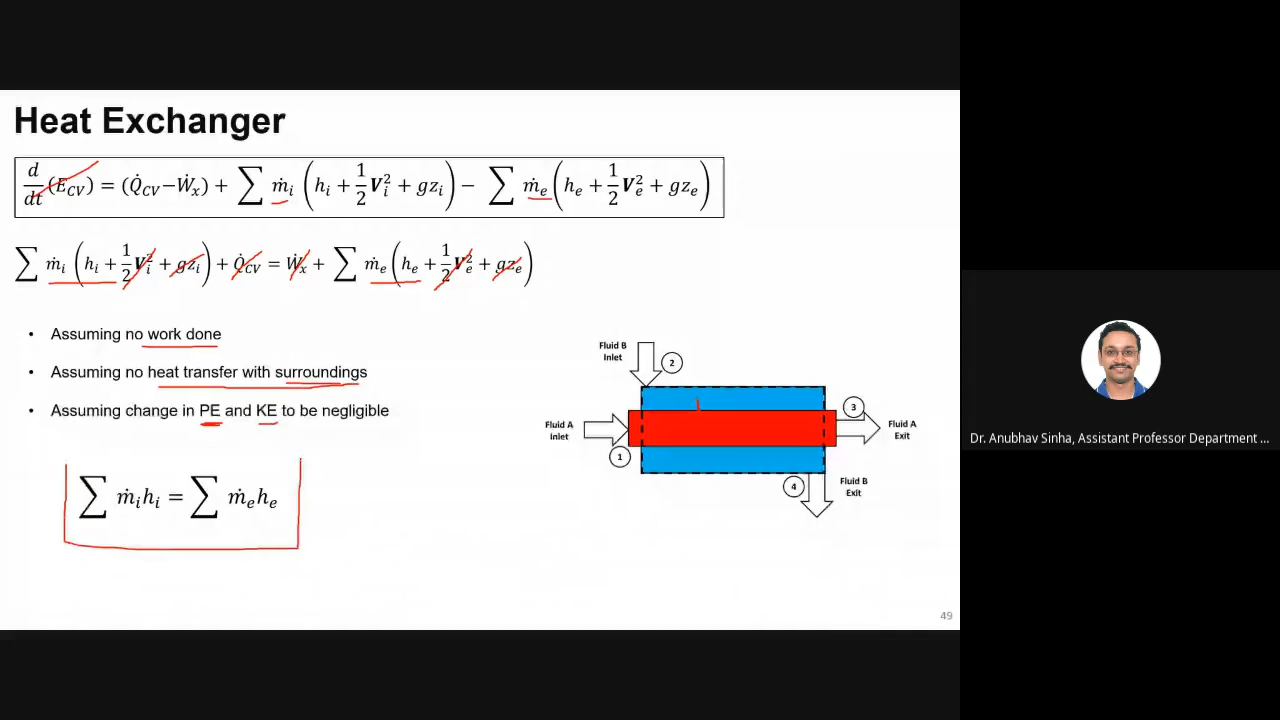 Heat Exchanger
d/dt (E_CV) = (Q̇_CV − Ẇ_x) + ∑ ṁ_i (h_i + 1/2 V_i^2 + gz_i) − ∑ ṁ_e (h_e + 1/2 V_e^2 + gz_e)
∑ ṁ_i (h_i + 1/2 V_i^2 + gz_i) + Q̇_CV = Ẇ_x + ∑ ṁ_e (h_e + 1/2 V_e^2 + gz_e)
• Assuming no work done
• Assuming no heat transfer with surroundings
• Assuming change in PE and KE to be negligible
∑ ṁ_i h_i = ∑ ṁ_e h_e
Fluid B
Inlet
2
Fluid A
Inlet
1
3
Fluid A
Exit
4
Fluid B
Exit
49
Dr. Anubhav Sinha, Assistant Professor Department ...